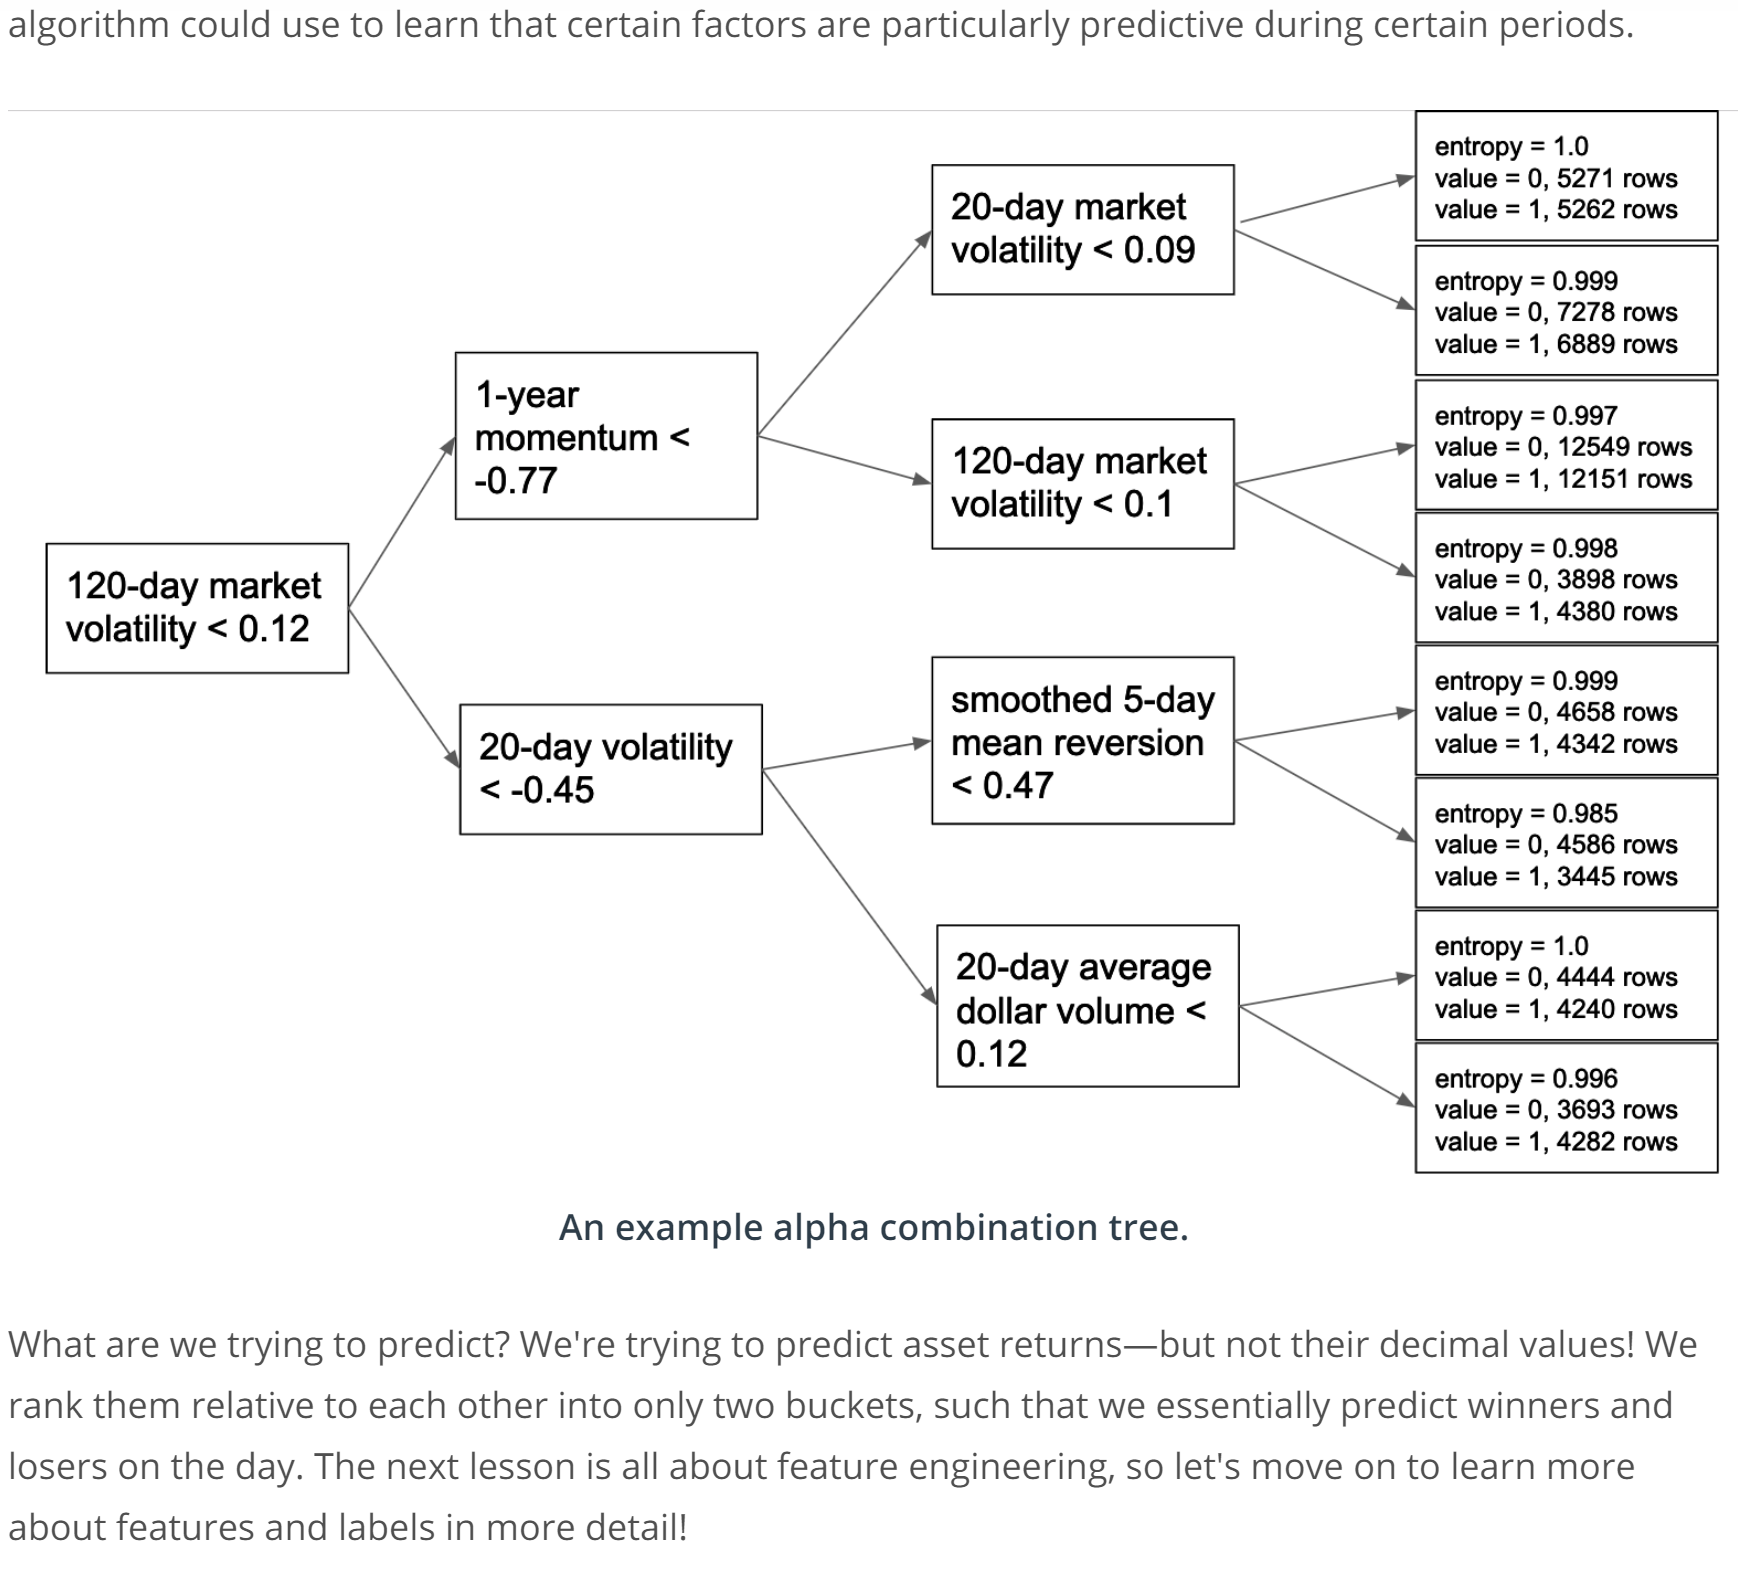 algorithm could use to learn that certain factors are particularly predictive during certain periods.
120-day market
volatility < 0.12
1-year
momentum <
-0.77
20-day volatility
< -0.45
20-day market
volatility < 0.09
120-day market
volatility < 0.1
smoothed 5-day
mean reversion
< 0.47
20-day average
dollar volume <
0.12
entropy = 1.0
value = 0, 5271 rows
value = 1, 5262 rows
entropy = 0.999
value = 0, 7278 rows
value = 1, 6889 rows
entropy = 0.997
value = 0, 12549 rows
value = 1, 12151 rows
entropy = 0.998
value = 0, 3898 rows
value = 1, 4380 rows
entropy = 0.999
value = 0, 4658 rows
value = 1, 4342 rows
entropy = 0.985
value = 0, 4586 rows
value = 1, 3445 rows
entropy = 1.0
value = 0, 4444 rows
value = 1, 4240 rows
entropy = 0.996
value = 0, 3693 rows
value = 1, 4282 rows
An example alpha combination tree.
What are we trying to predict? We're trying to predict asset returns—but not their decimal values! We
rank them relative to each other into only two buckets, such that we essentially predict winners and
losers on the day. The next lesson is all about feature engineering, so let's move on to learn more
about features and labels in more detail!